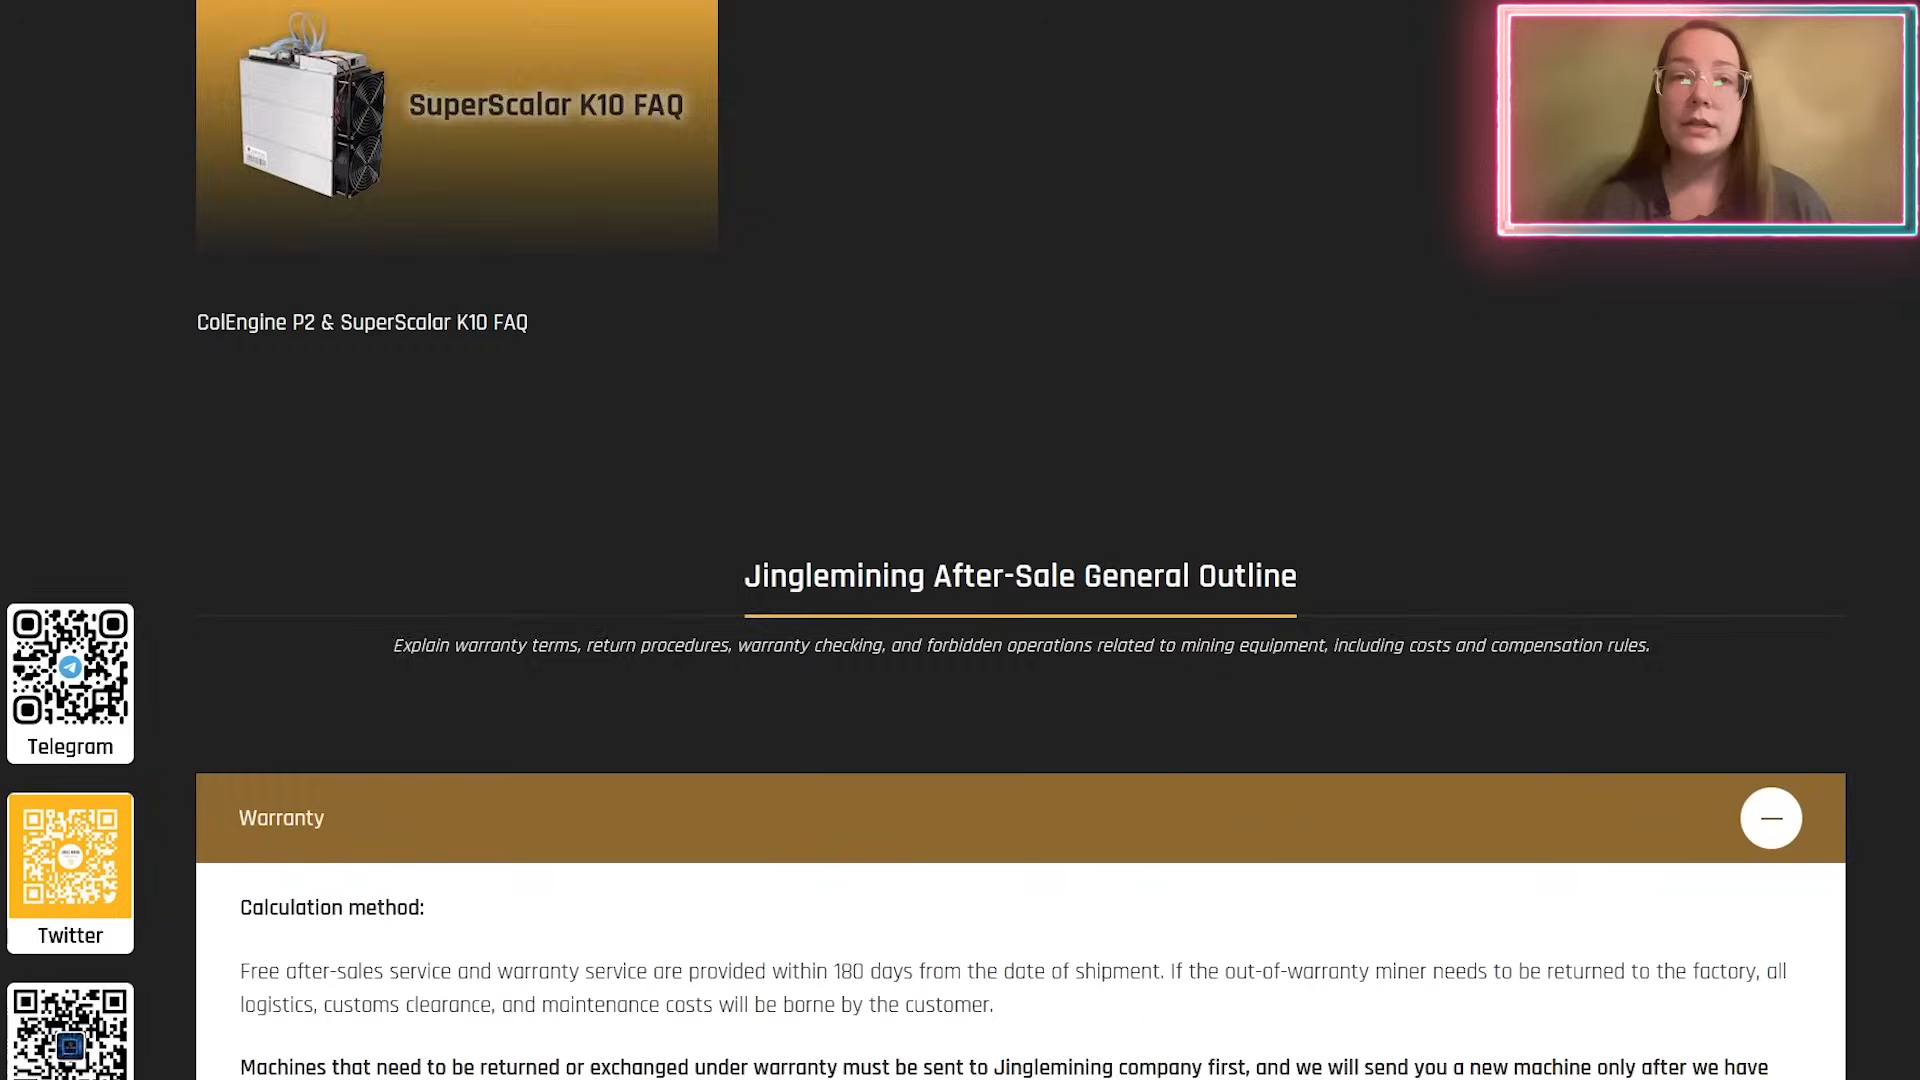 SuperScalar K10 FAQ
ColEngine P2 & SuperScalar K10 FAQ
Jinglemining After-Sale General Outline
Explain warranty terms, return procedures, warranty checking, and forbidden operations related to mining equipment, including costs and compensation rules.
Telegram
Twitter
Warranty
Calculation method:
Free after-sales service and warranty service are provided within 180 days from the date of shipment. If the out-of-warranty miner needs to be returned to the factory, all
logistics, customs clearance, and maintenance costs will be borne by the customer.
Machines that need to be returned or exchanged under warranty must be sent to Jinglemining company first, and we will send you a new machine only after we have